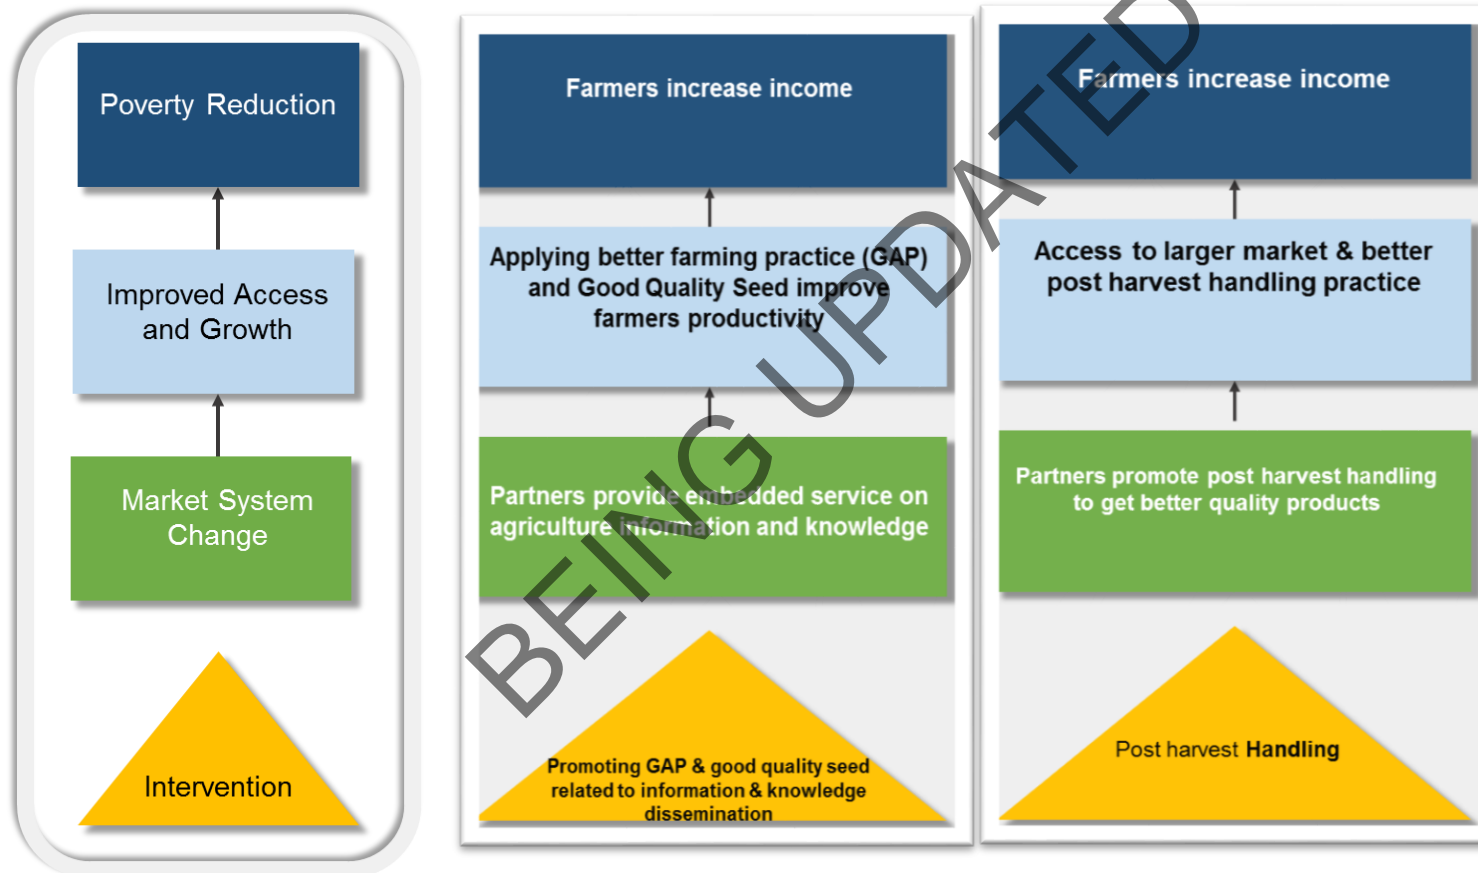 Poverty Reduction
Improved Access
and Growth
Market System
Change
Intervention
Farmers increase income
Applying better farming practice (GAP)
and Good Quality Seed improve
farmers productivity
Partners provide embedded service on
agriculture information and knowledge
Promoting GAP & good quality seed
related to information & knowledge
dissemination
Farmers increase income
Access to larger market & better
post harvest handling practice
Partners promote post harvest handling
to get better quality products
Post harvest Handling
BEING UPDATED